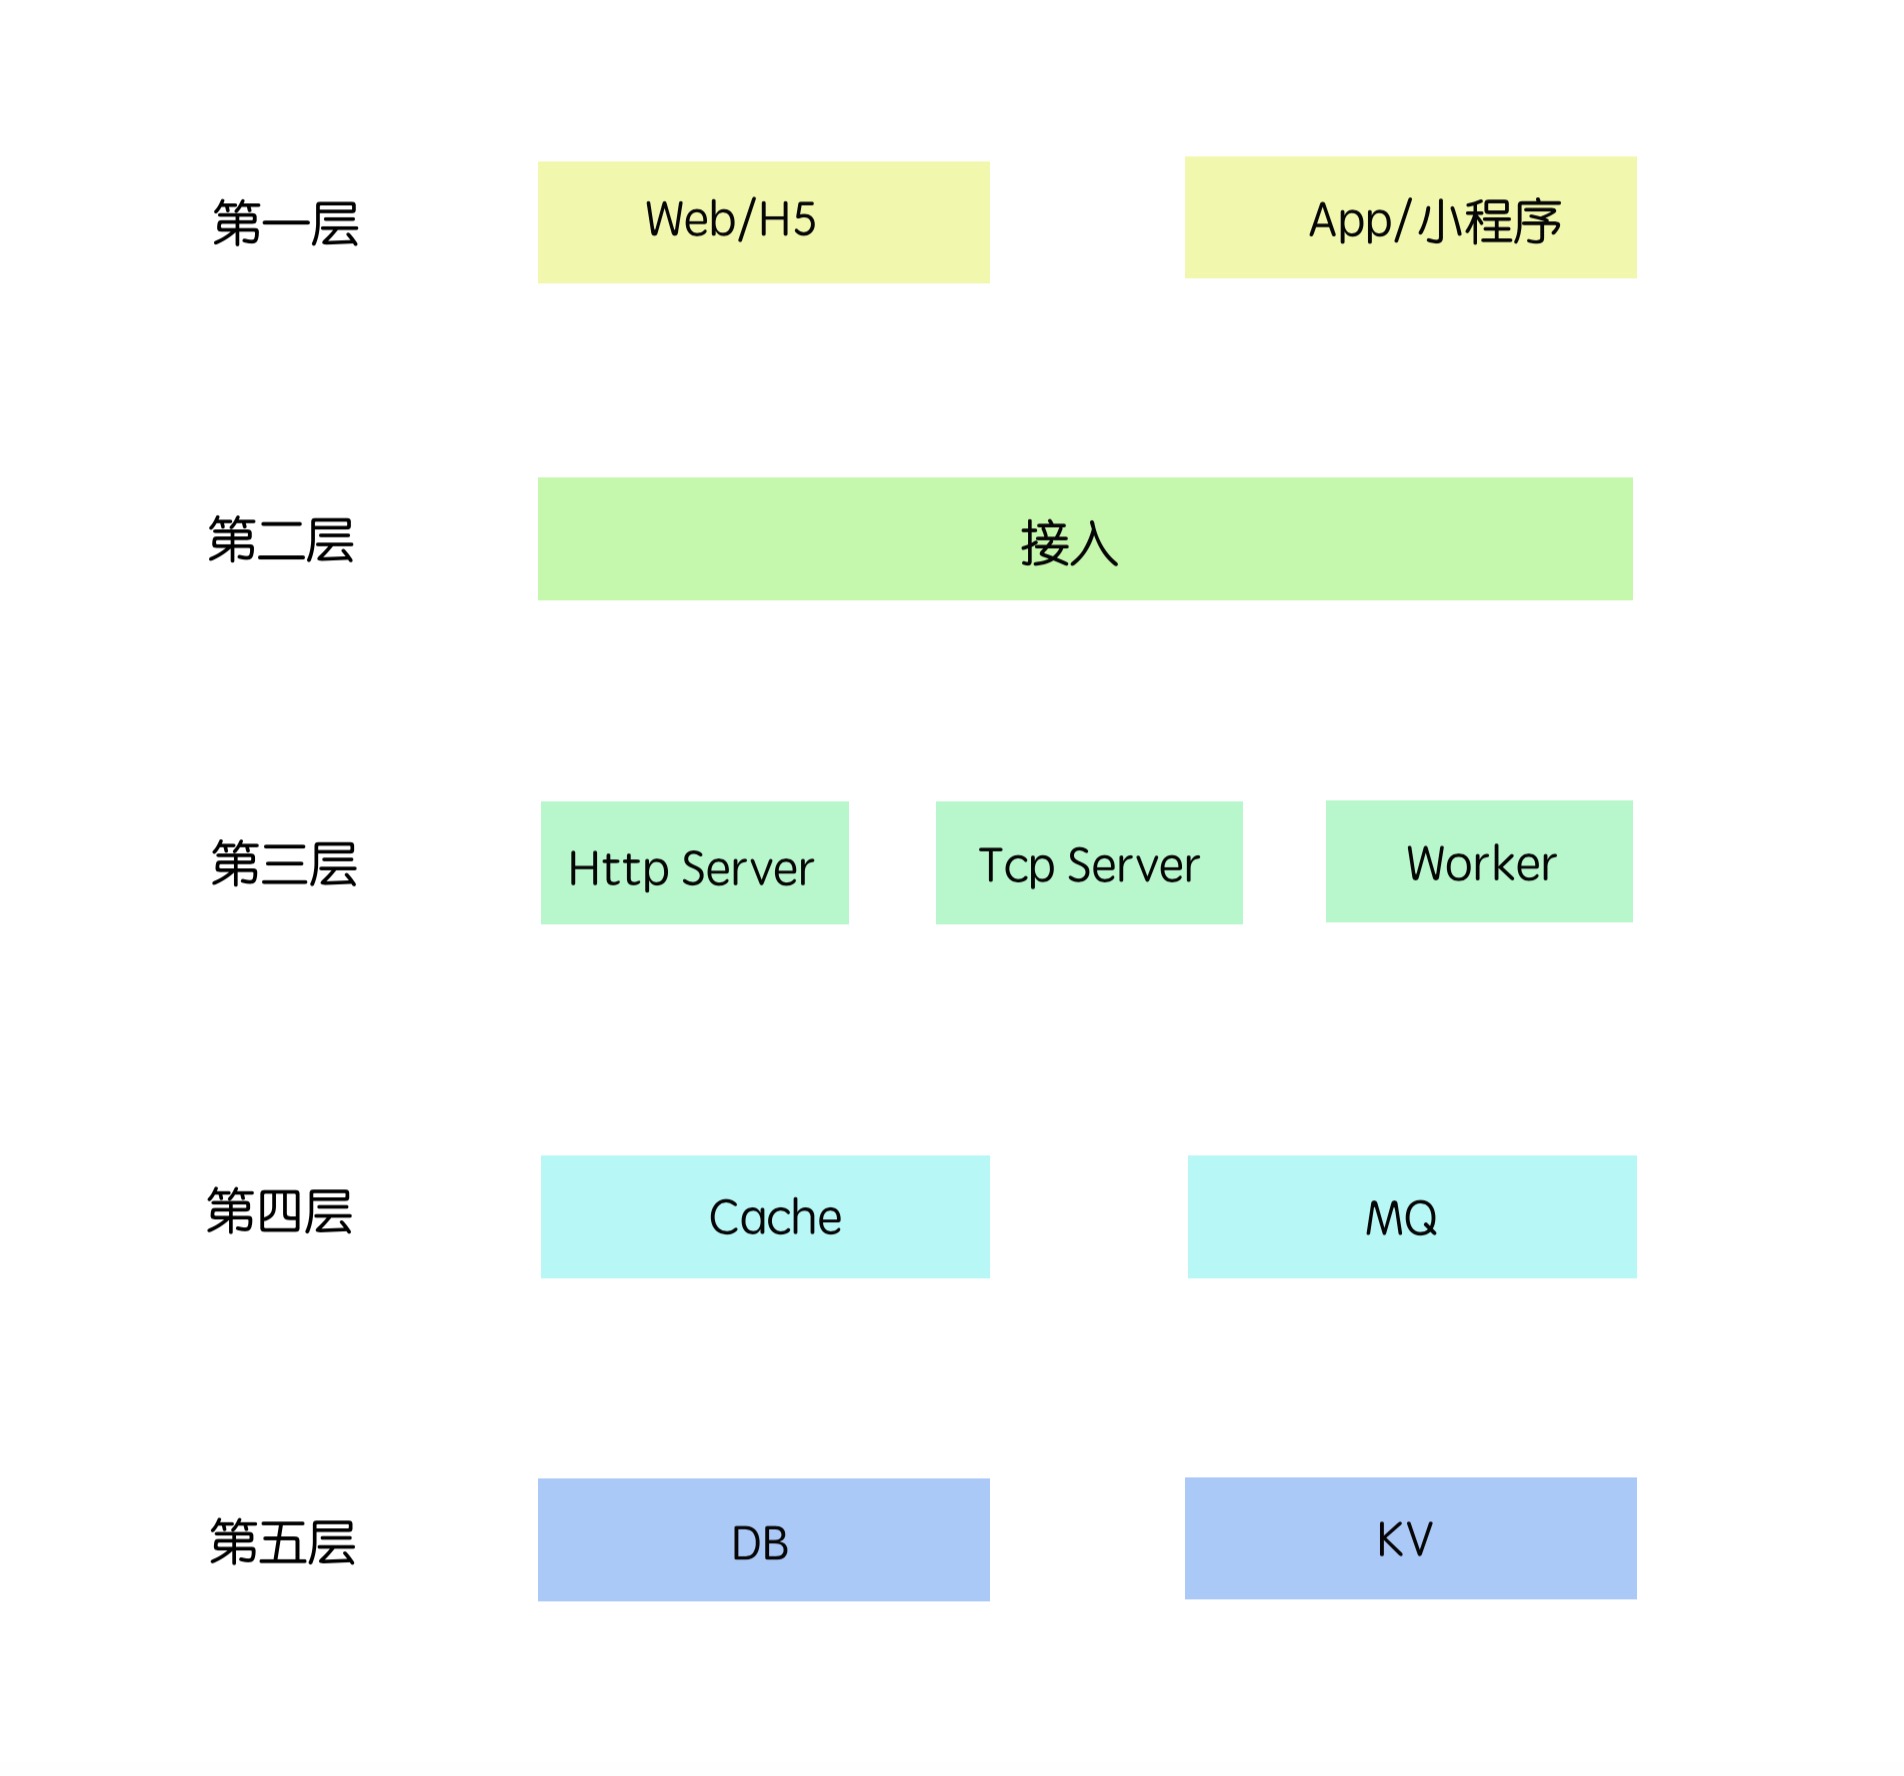 第一层
Web/H5
App/小程序
第二层
接入
第三层
Http Server
Tcp Server
Worker
第四层
Cache
MQ
第五层
DB
KV